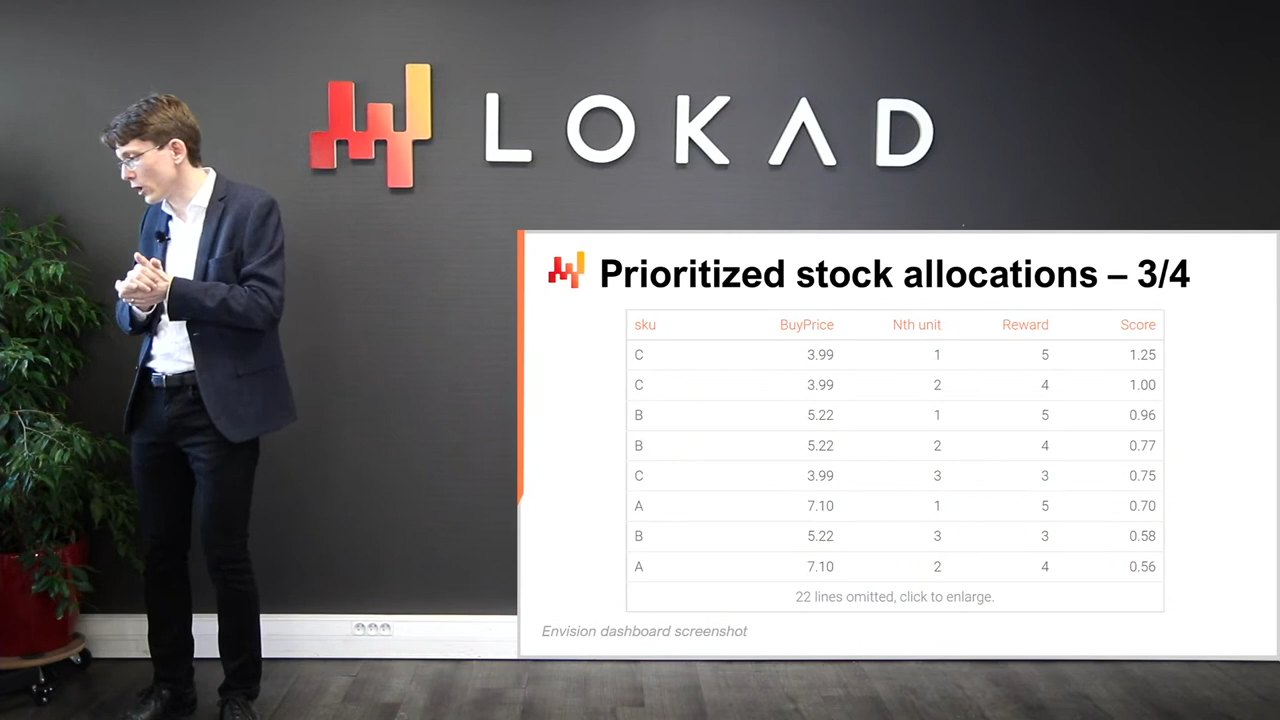 LOKAD
Prioritized stock allocations – 3/4
sku BuyPrice Nth unit Reward Score
C 3.99 1 5 1.25
C 3.99 2 4 1.00
B 5.22 1 5 0.96
B 5.22 2 4 0.77
C 3.99 3 3 0.75
A 7.10 1 5 0.70
B 5.22 3 3 0.58
A 7.10 2 4 0.56
22 lines omitted, click to enlarge.
Envision dashboard screenshot